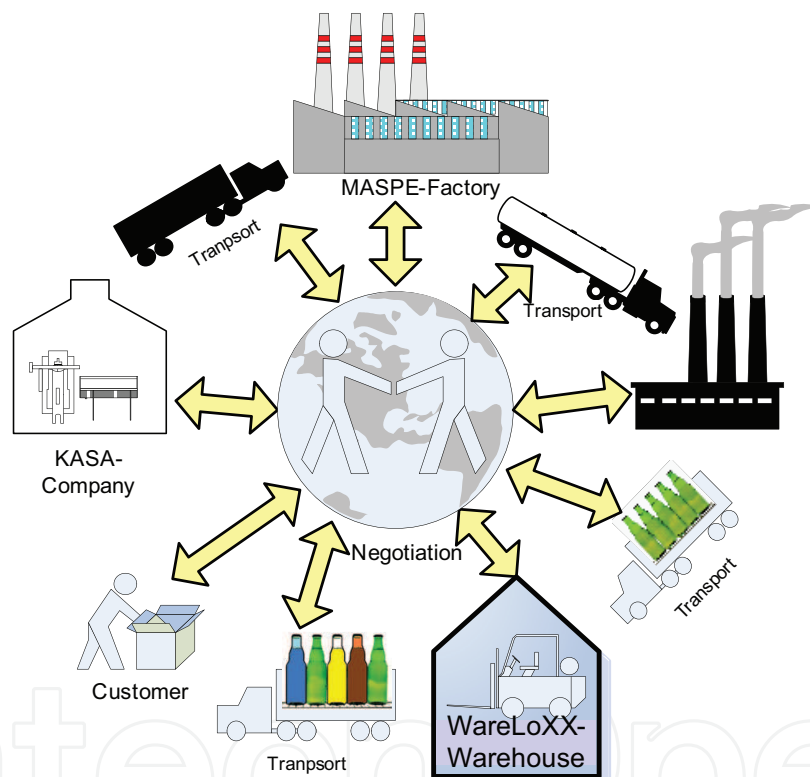 MASPE-Factory
Tranpsort
Transport
KASA-
Company
Negotiation
Transport
Customer
Tranpsort
WareLoXX-
Warehouse